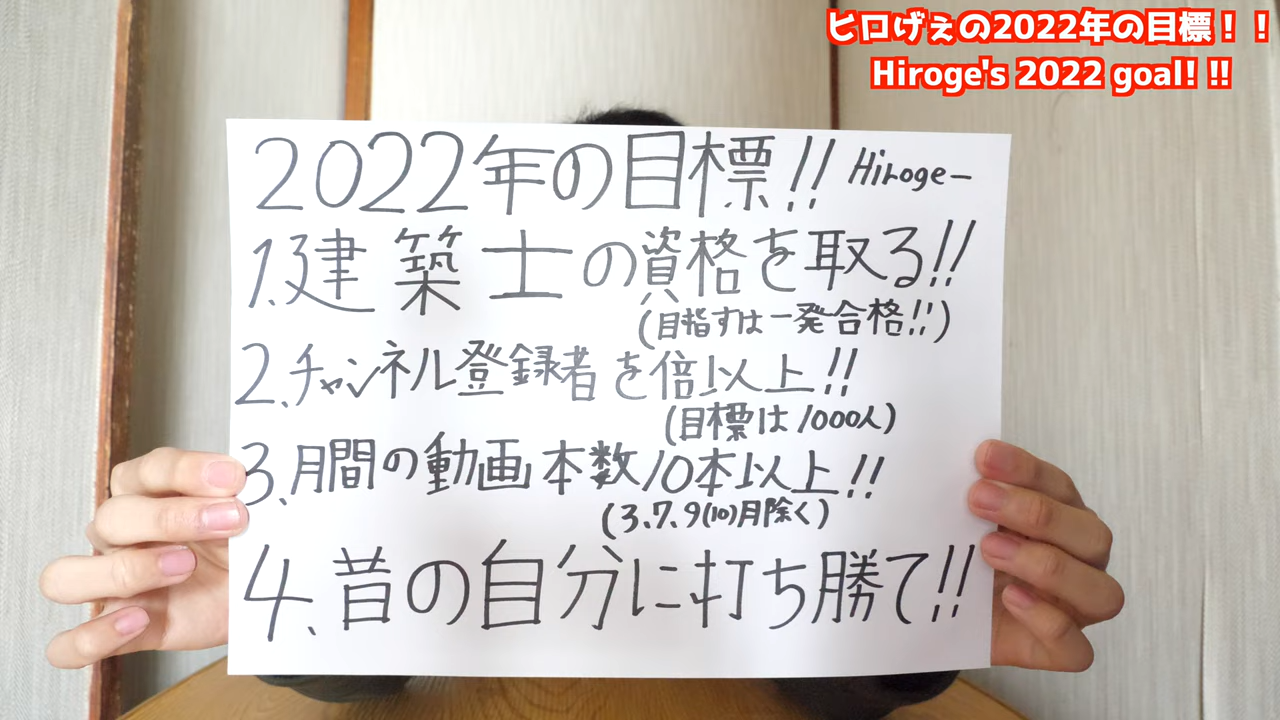 ヒロげぇの2022年の目標！！
Hiroge's 2022 goal! !!
2022年の目標!! Hiroge-
1.建築士の資格を取る!!
(目指すは一発合格!!)
2.チャンネル登録者を倍以上!!
(目標は1000人)
3.月間の動画本数10本以上!!
(3.7.9(10)月除く)
4.昔の自分に打ち勝て!!